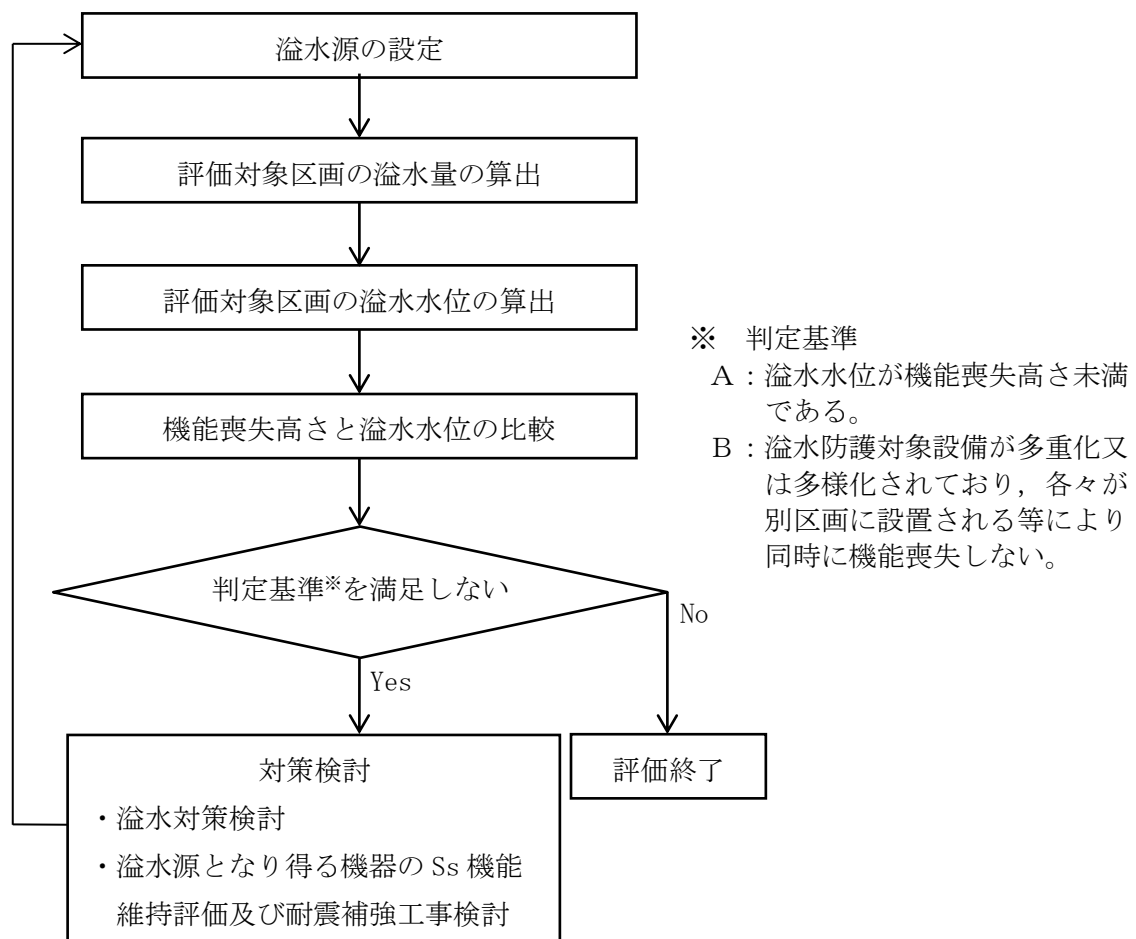 溢水源の設定
評価対象区画の溢水量の算出
評価対象区画の溢水水位の算出
機能喪失高さと溢水水位の比較
判定基準※を満足しない
No
Yes
対策検討
・溢水対策検討
・溢水源となり得る機器の Ss 機能
維持評価及び耐震補強工事検討
評価終了
※　判定基準
Ａ：溢水水位が機能喪失高さ未満
である。
Ｂ：溢水防護対象設備が多重化又
は多様化されており，各々が
別区画に設置される等により
同時に機能喪失しない。